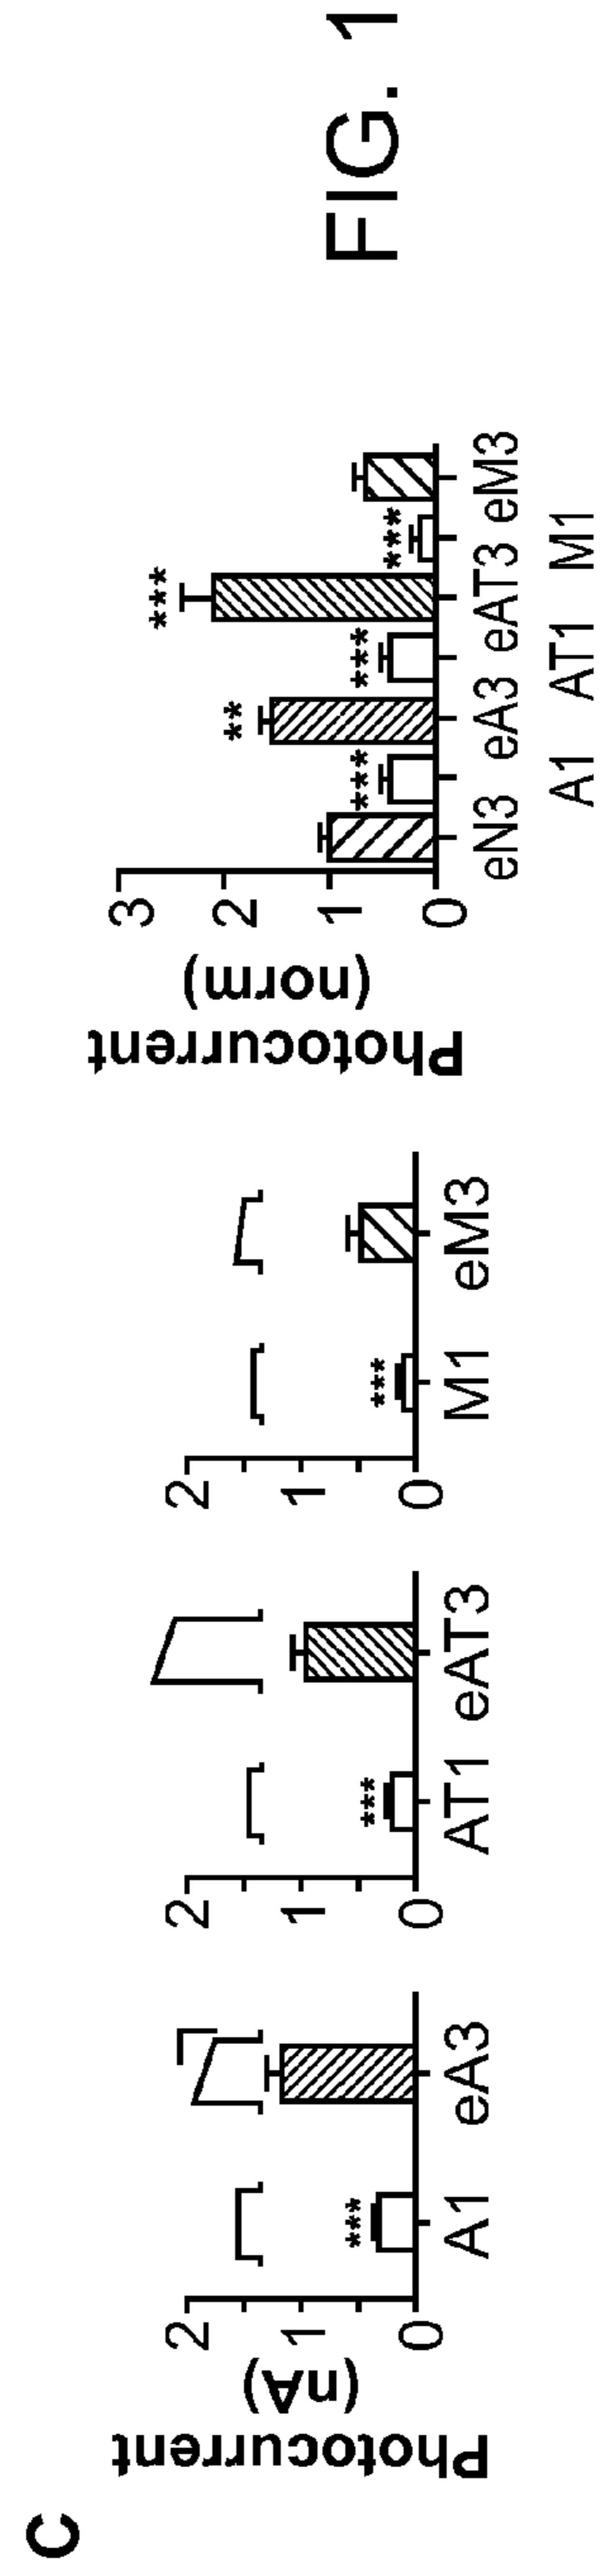 C
Photocurrent
(nA)
2
1
0
***
A1 eA3
2
1
0
***
AT1 eAT3
2
1
0
***
M1 eM3
Photocurrent
(norm)
3
2
1
0
***
**
***
***
***
eN3 eA3 eAT3 eM3
A1 AT1 M1
FIG. 1